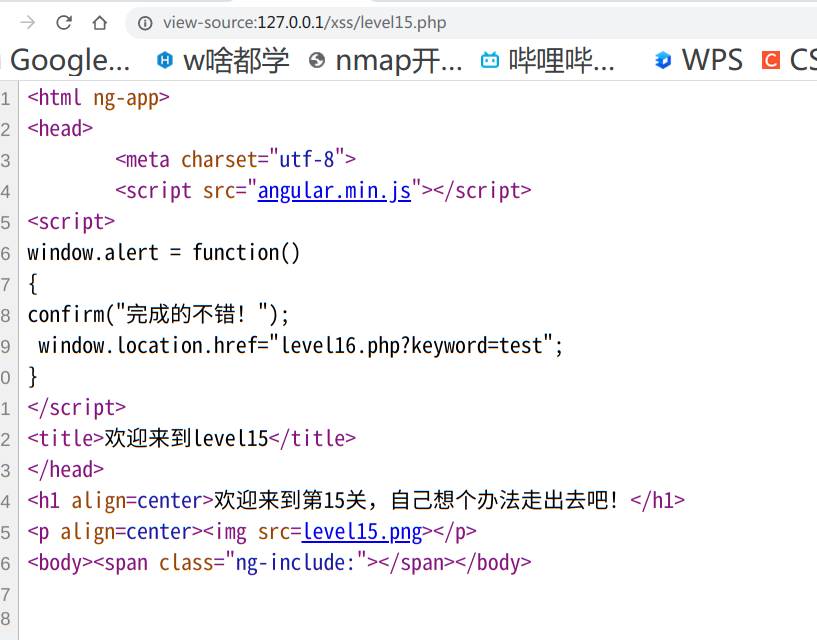 view-source:127.0.0.1/xss/level15.php
Google... w啥都学 nmap开... 哔哩哔... WPS C CS
1 <html ng-app>
2 <head>
3 <meta charset="utf-8">
4 <script src="angular.min.js"></script>
5 <script>
6 window.alert = function()
7 {
8 confirm("完成的不错！");
9 window.location.href="level16.php?keyword=test";
0 }
1 </script>
2 <title>欢迎来到level15</title>
3 </head>
4 <h1 align=center>欢迎来到第15关，自己想个办法走出去吧！</h1>
5 <p align=center><img src=level15.png></p>
6 <body><span class="ng-include:"></span></body>
7
8